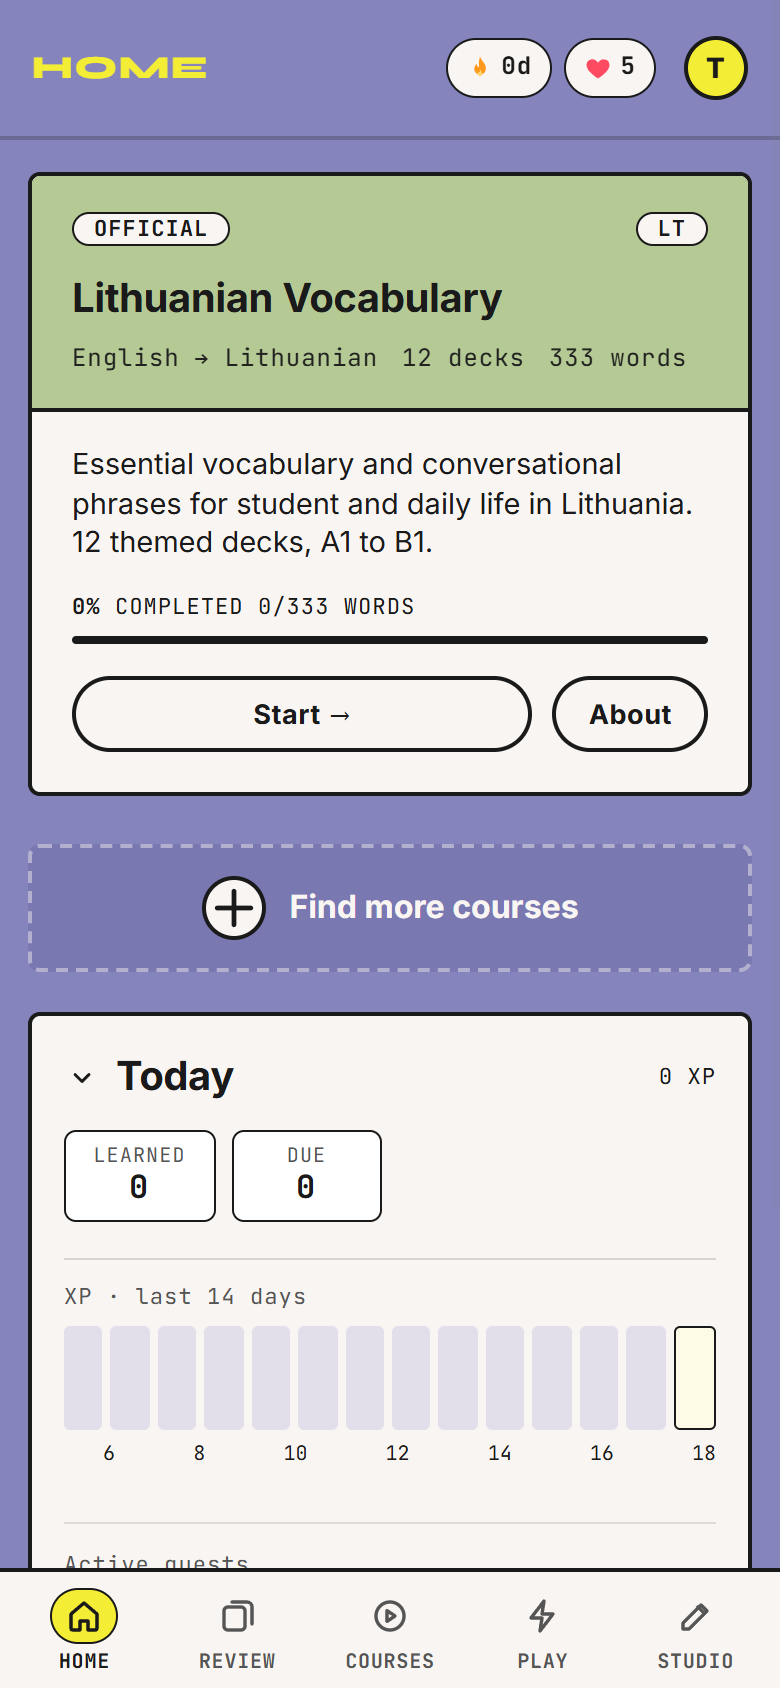 HOME
0d
5
T
OFFICIAL
LT
Lithuanian Vocabulary
English → Lithuanian 12 decks 333 words
Essential vocabulary and conversational
phrases for student and daily life in Lithuania.
12 themed decks, A1 to B1.
0% COMPLETED 0/333 WORDS
Start →
About
Find more courses
Today
0 XP
LEARNED
0
DUE
0
XP · last 14 days
6 8 10 12 14 16 18
Active quests
HOME
REVIEW
COURSES
PLAY
STUDIO